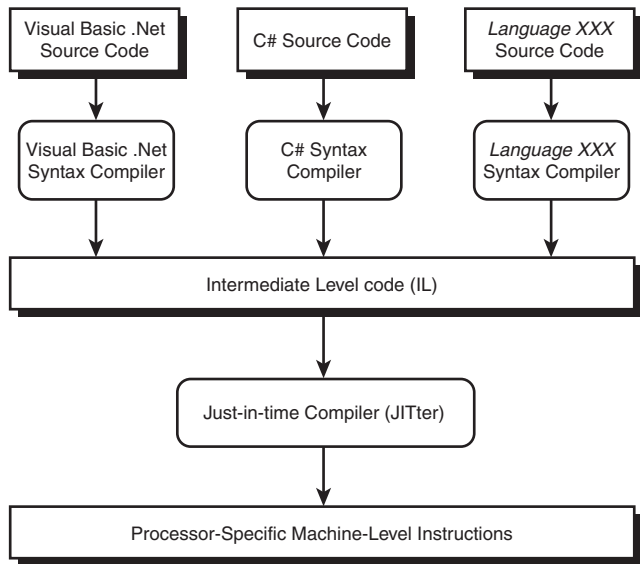 Visual Basic .Net
Source Code
C# Source Code
Language XXX
Source Code
Visual Basic .Net
Syntax Compiler
C# Syntax
Compiler
Language XXX
Syntax Compiler
Intermediate Level code (IL)
Just-in-time Compiler (JITter)
Processor-Specific Machine-Level Instructions